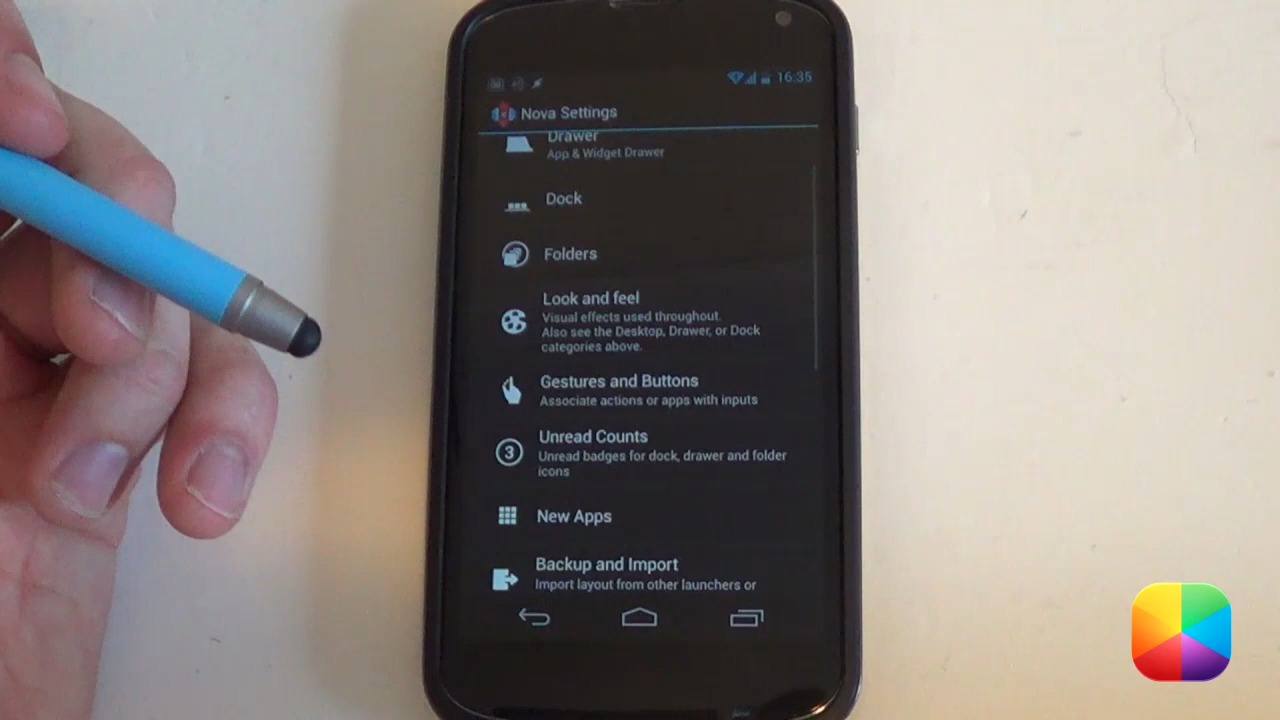 16:35
Nova Settings
Drawer
App & Widget Drawer
Dock
Folders
Look and feel
Visual effects used throughout.
Also see the Desktop, Drawer, or Dock
categories above.
Gestures and Buttons
Associate actions or apps with inputs
3
Unread Counts
Unread badges for dock, drawer and folder
icons
New Apps
Backup and Import
Import layout from other launchers or